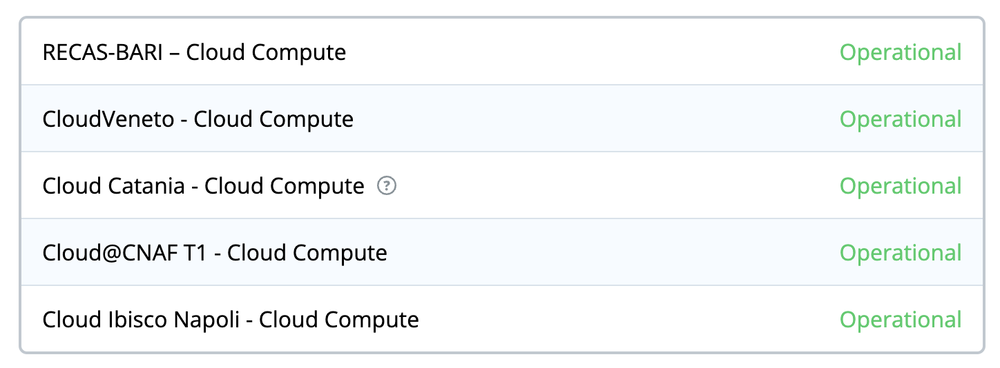 RECAS-BARI – Cloud Compute Operational
CloudVeneto - Cloud Compute Operational
Cloud Catania - Cloud Compute ? Operational
Cloud@CNAF T1 - Cloud Compute Operational
Cloud Ibisco Napoli - Cloud Compute Operational